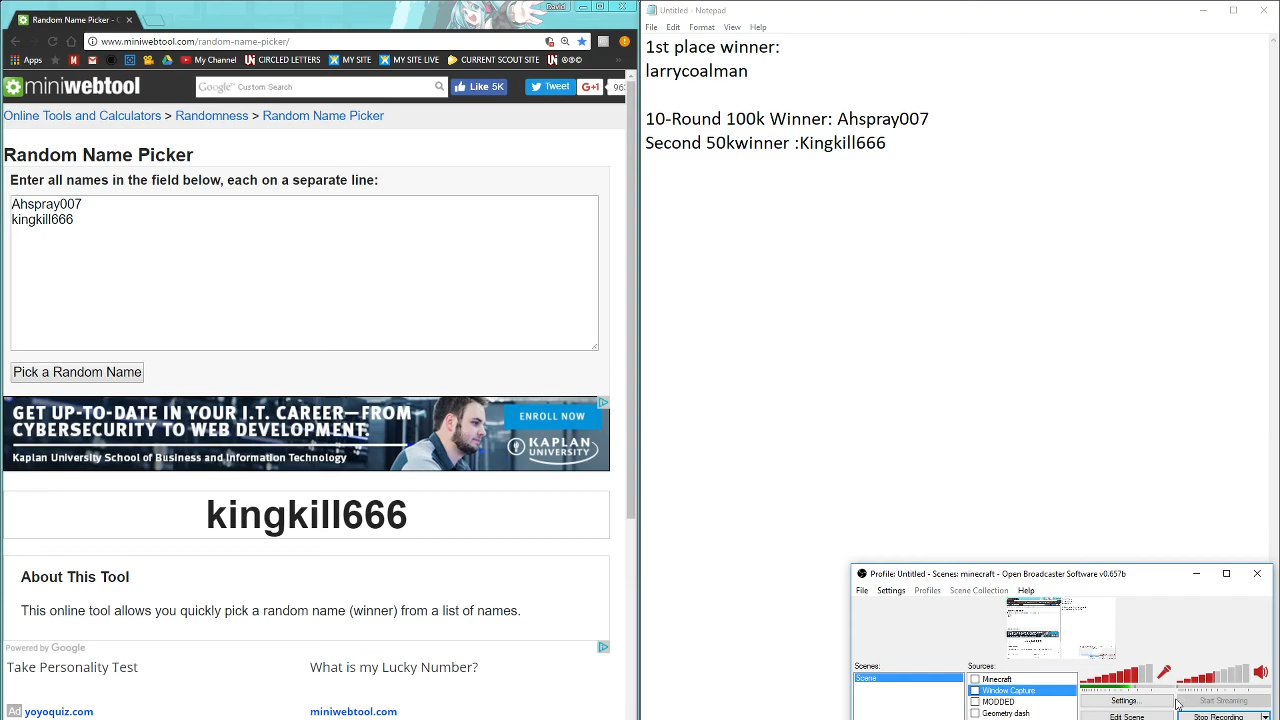 Random Name Picker - 
David
www.miniwebtool.com/random-name-picker/
Apps
My Channel
CIRCLED LETTERS
MY SITE
MY SITE LIVE
CURRENT SCOUT SITE
miniwebtool
Google Custom Search
Like 5K
Tweet
G+1
Online Tools and Calculators > Randomness > Random Name Picker
Random Name Picker
Enter all names in the field below, each on a separate line:
Ahspray007
kingkill666
Pick a Random Name
GET UP-TO-DATE IN YOUR I.T. CAREER—FROM
CYBERSECURITY TO WEB DEVELOPMENT.
Kaplan University School of Business and Information Technology
ENROLL NOW
KAPLAN
UNIVERSITY
kingkill666
About This Tool
This online tool allows you quickly pick a random name (winner) from a list of names.
Powered by Google
Take Personality Test
What is my Lucky Number?
Ad yoyoquiz.com
miniwebtool.com
Untitled - Notepad
File Edit Format View Help
1st place winner:
larrycoalman
10-Round 100k Winner: Ahspray007
Second 50kwinner :Kingkill666
Profile: Untitled - Scenes: minecraft - Open Broadcaster Software v0.657b
File Settings Profiles Scene Collection Help
Scenes:
Scene
Sources:
Minecraft
Window Capture
MODDED
Geometry dash
Settings...
Start Streaming
Edit Scene
Stop Recording